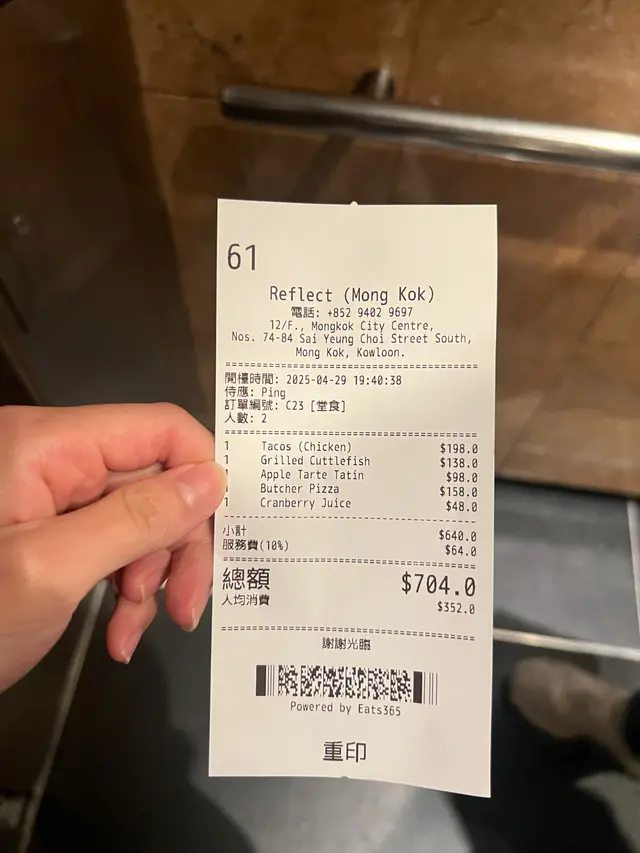 61
Reflect (Mong Kok)
電話: +852 9402 9697
12/F., Mongkok City Centre,
Nos. 74-84 Sai Yeung Choi Street South,
Mong Kok, Kowloon.
開檯時間: 2025-04-29 19:40:38
侍應: Ping
訂單編號: C23 [堂食]
人數: 2
1 Tacos (Chicken) $198.0
1 Grilled Cuttlefish $138.0
1 Apple Tarte Tatin $98.0
1 Butcher Pizza $158.0
1 Cranberry Juice $48.0
小計 $640.0
服務費(10%) $64.0
總額 $704.0
人均消費 $352.0
謝謝光臨
Powered by Eats365
重印